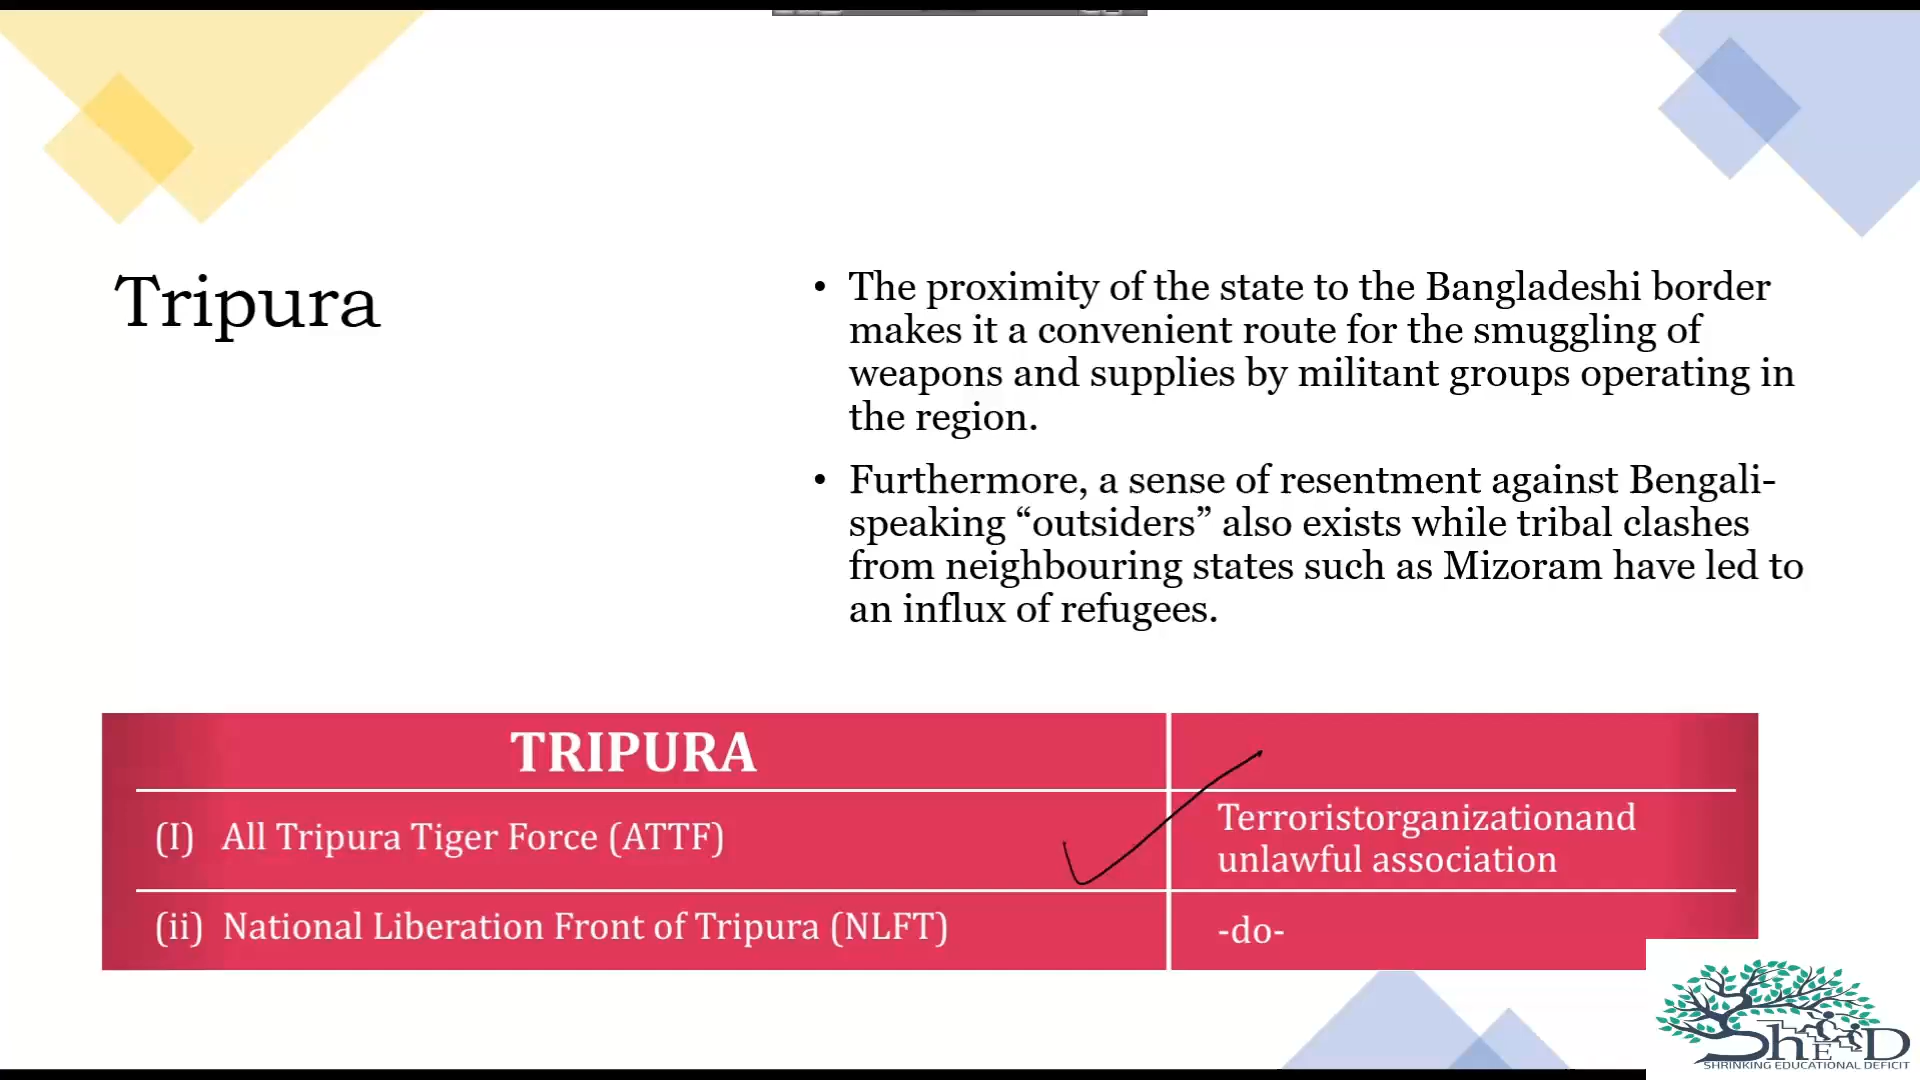 Tripura
• The proximity of the state to the Bangladeshi border
makes it a convenient route for the smuggling of
weapons and supplies by militant groups operating in
the region.
• Furthermore, a sense of resentment against Bengali-
speaking “outsiders” also exists while tribal clashes
from neighbouring states such as Mizoram have led to
an influx of refugees.
TRIPURA
(I) All Tripura Tiger Force (ATTF)
Terroristorganizationand
unlawful association
(ii) National Liberation Front of Tripura (NLFT)
-do-
ShED
SHRINKING EDUCATIONAL DEFICIT